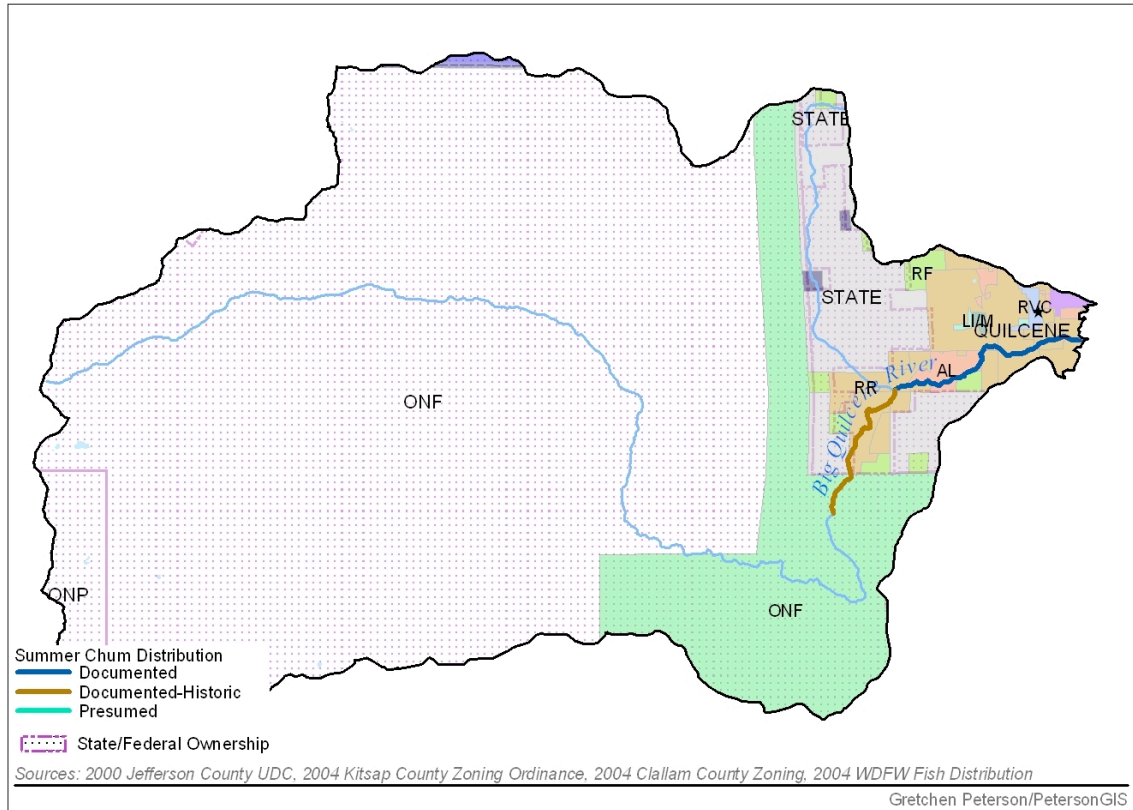 STATE
RF
STATE
RVC
LI/M
QUILCENE
AL
RR
Big Quilcene River
ONF
ONP
ONF
Summer Chum Distribution
Documented
Documented-Historic
Presumed
State/Federal Ownership
Sources: 2000 Jefferson County UDC, 2004 Kitsap County Zoning Ordinance, 2004 Clallam County Zoning, 2004 WDFW Fish Distribution
Gretchen Peterson/PetersonGIS